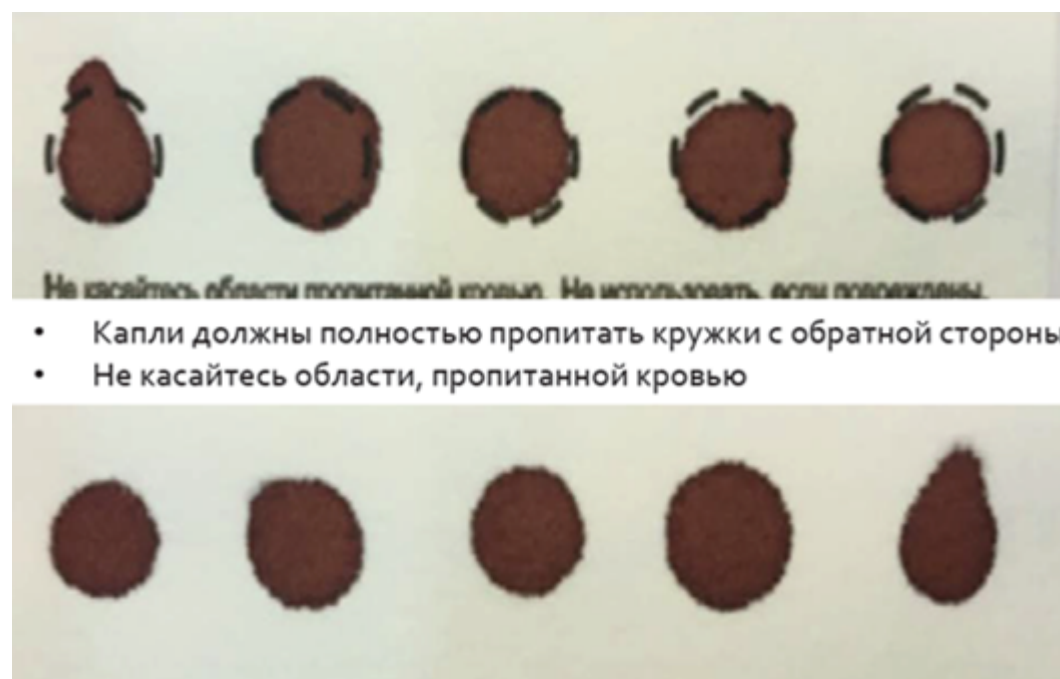 Не касайтесь области пропитанной кровью. Не использовать, если повреждены.
• Капли должны полностью пропитать кружки с обратной стороны
• Не касайтесь области, пропитанной кровью